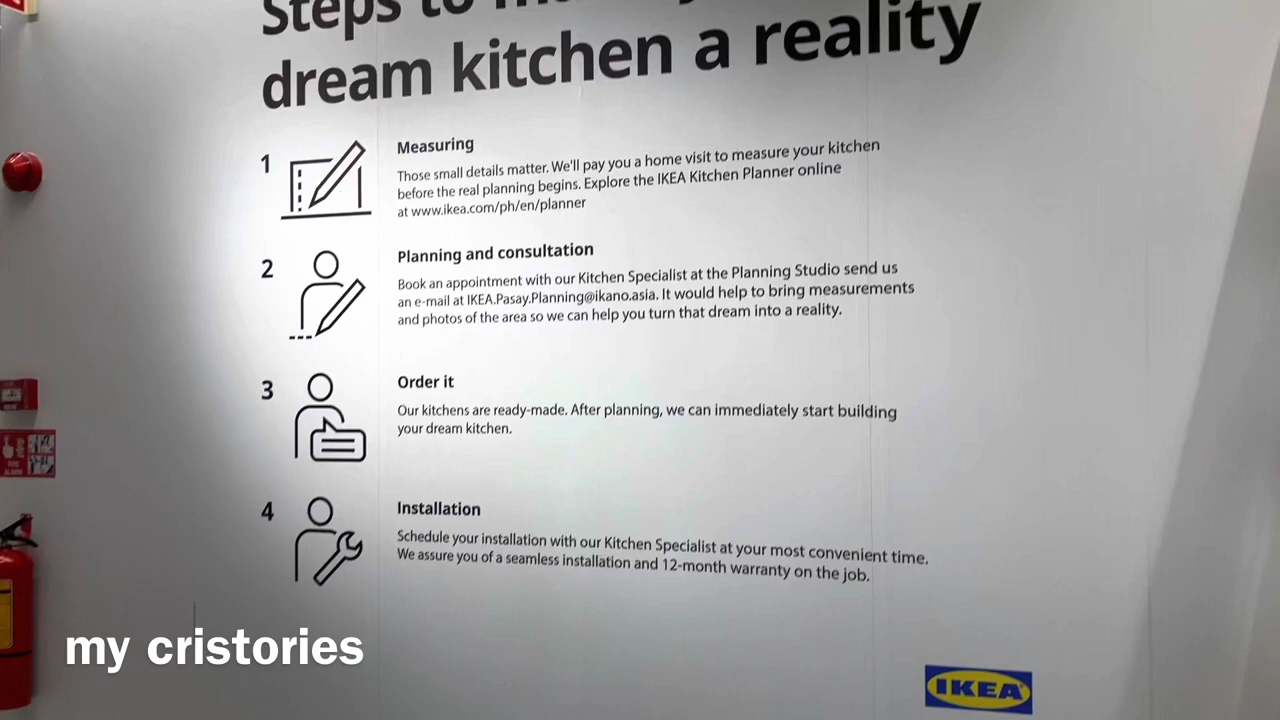 Steps to
dream kitchen a reality
1
Measuring
Those small details matter. We'll pay you a home visit to measure your kitchen
before the real planning begins. Explore the IKEA Kitchen Planner online
at www.ikea.com/ph/en/planner
2
Planning and consultation
Book an appointment with our Kitchen Specialist at the Planning Studio send us
an e-mail at IKEA.Pasay.Planning@ikano.asia. It would help to bring measurements
and photos of the area so we can help you turn that dream into a reality.
3
Order it
Our kitchens are ready-made. After planning, we can immediately start building
your dream kitchen.
4
Installation
Schedule your installation with our Kitchen Specialist at your most convenient time.
We assure you of a seamless installation and 12-month warranty on the job.
my cristories
IKEA